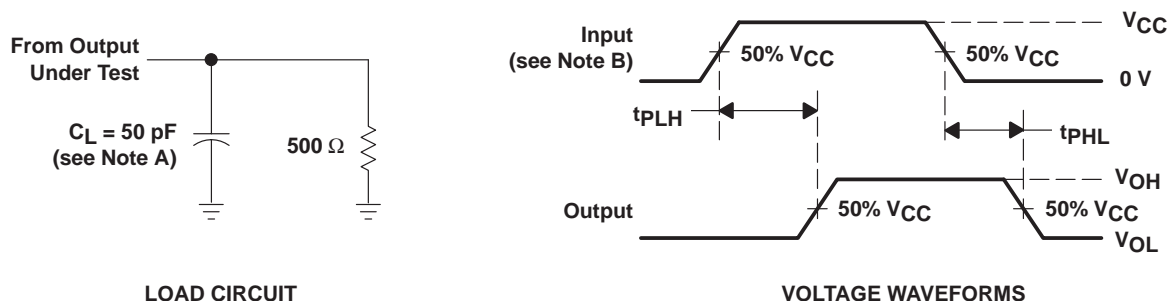 From Output
Under Test
C_L = 50 pF
(see Note A)
500 Ω
LOAD CIRCUIT
Input
(see Note B)
50% V_CC
50% V_CC
V_CC
0 V
t_PLH
t_PHL
Output
50% V_CC
50% V_CC
V_OH
V_OL
VOLTAGE WAVEFORMS